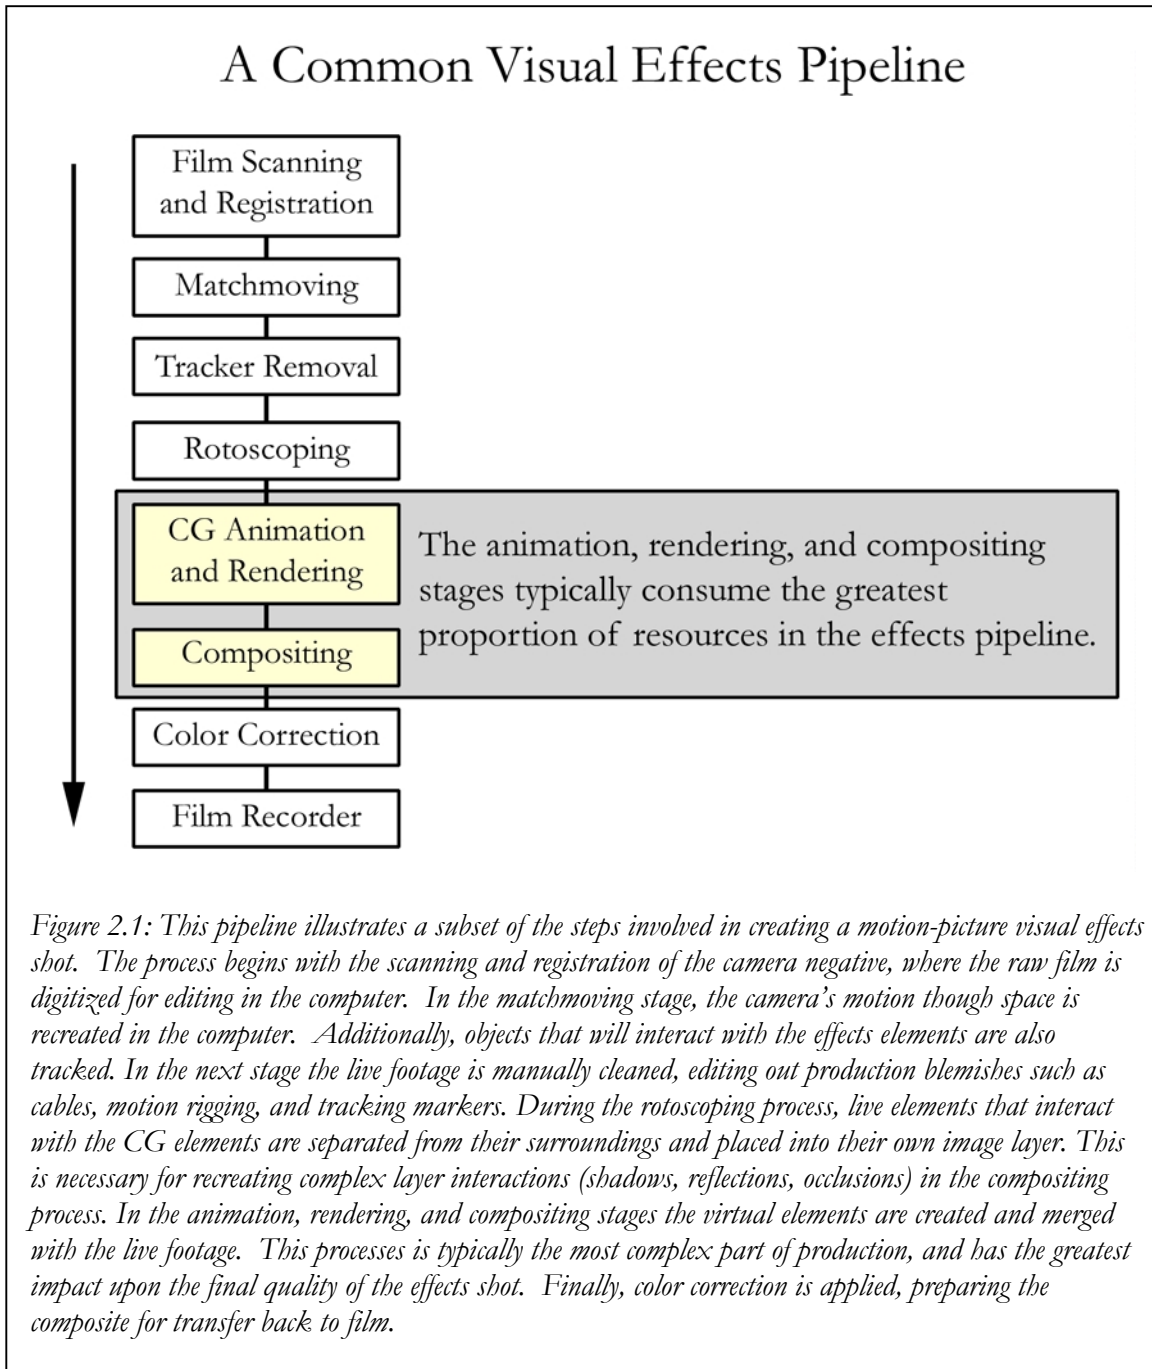 A Common Visual Effects Pipeline
Film Scanning
and Registration
Matchmoving
Tracker Removal
Rotoscoping
CG Animation
and Rendering
The animation, rendering, and compositing
stages typically consume the greatest
proportion of resources in the effects pipeline.
Compositing
Color Correction
Film Recorder
Figure 2.1: This pipeline illustrates a subset of the steps involved in creating a motion-picture visual effects
shot.  The process begins with the scanning and registration of the camera negative, where the raw film is
digitized for editing in the computer.  In the matchmoving stage, the camera's motion though space is
recreated in the computer.  Additionally, objects that will interact with the effects elements are also
tracked. In the next stage the live footage is manually cleaned, editing out production blemishes such as
cables, motion rigging, and tracking markers. During the rotoscoping process, live elements that interact
with the CG elements are separated from their surroundings and placed into their own image layer. This
is necessary for recreating complex layer interactions (shadows, reflections, occlusions) in the compositing
process. In the animation, rendering, and compositing stages the virtual elements are created and merged
with the live footage.  This processes is typically the most complex part of production, and has the greatest
impact upon the final quality of the effects shot.  Finally, color correction is applied, preparing the
composite for transfer back to film.